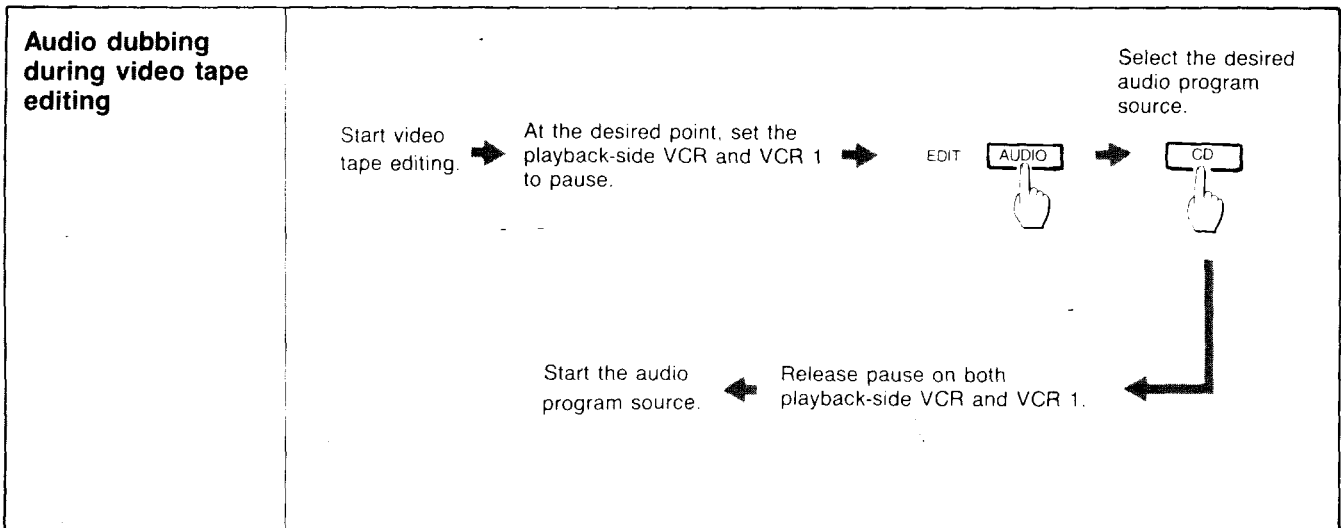 Audio dubbing
during video tape
editing
Start video
tape editing.
At the desired point, set the
playback-side VCR and VCR 1
to pause.
EDIT AUDIO
Select the desired
audio program
source.
CD
Release pause on both
playback-side VCR and VCR 1.
Start the audio
program source.